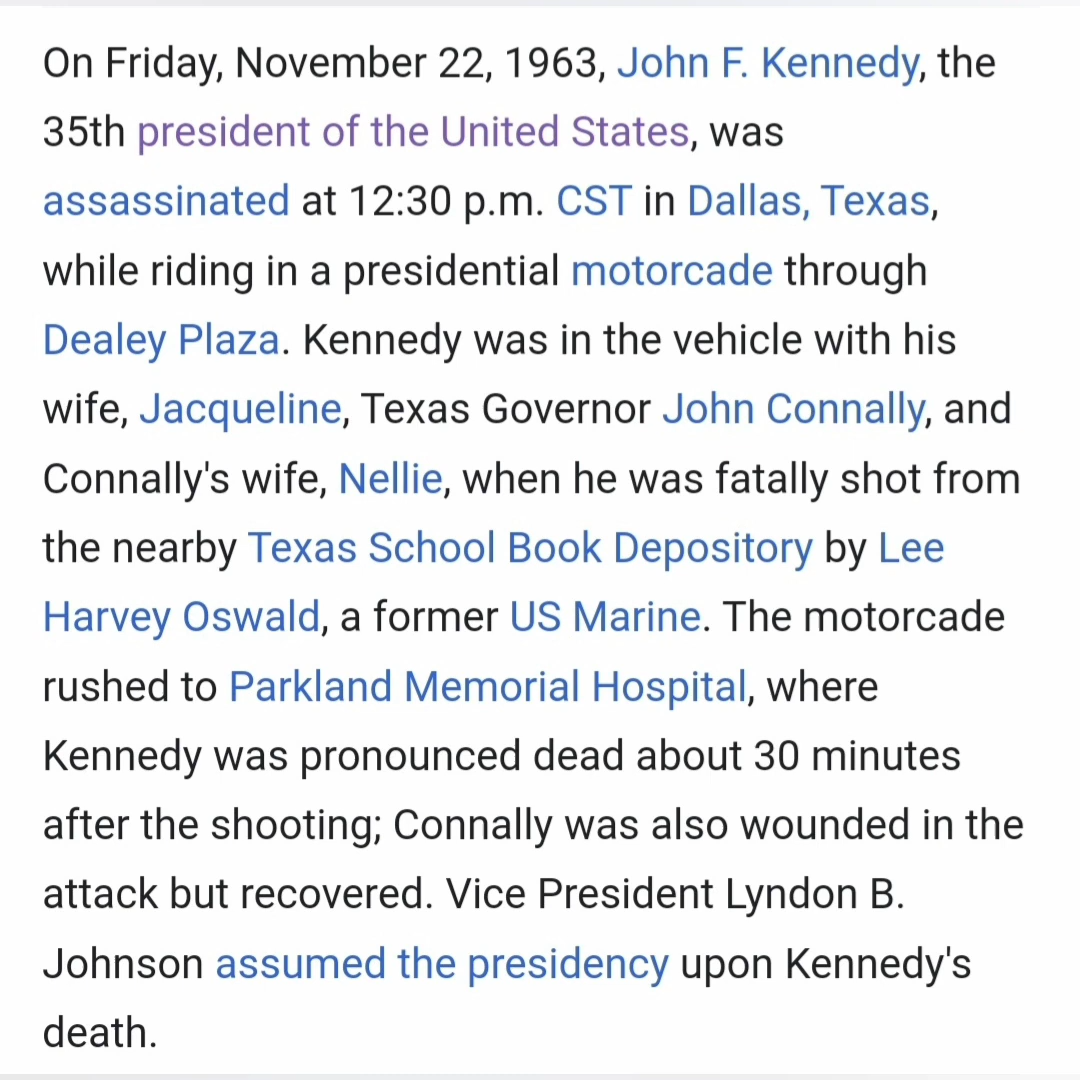 On Friday, November 22, 1963, John F. Kennedy, the
35th president of the United States, was
assassinated at 12:30 p.m. CST in Dallas, Texas,
while riding in a presidential motorcade through
Dealey Plaza. Kennedy was in the vehicle with his
wife, Jacqueline, Texas Governor John Connally, and
Connally's wife, Nellie, when he was fatally shot from
the nearby Texas School Book Depository by Lee
Harvey Oswald, a former US Marine. The motorcade
rushed to Parkland Memorial Hospital, where
Kennedy was pronounced dead about 30 minutes
after the shooting; Connally was also wounded in the
attack but recovered. Vice President Lyndon B.
Johnson assumed the presidency upon Kennedy's
death.